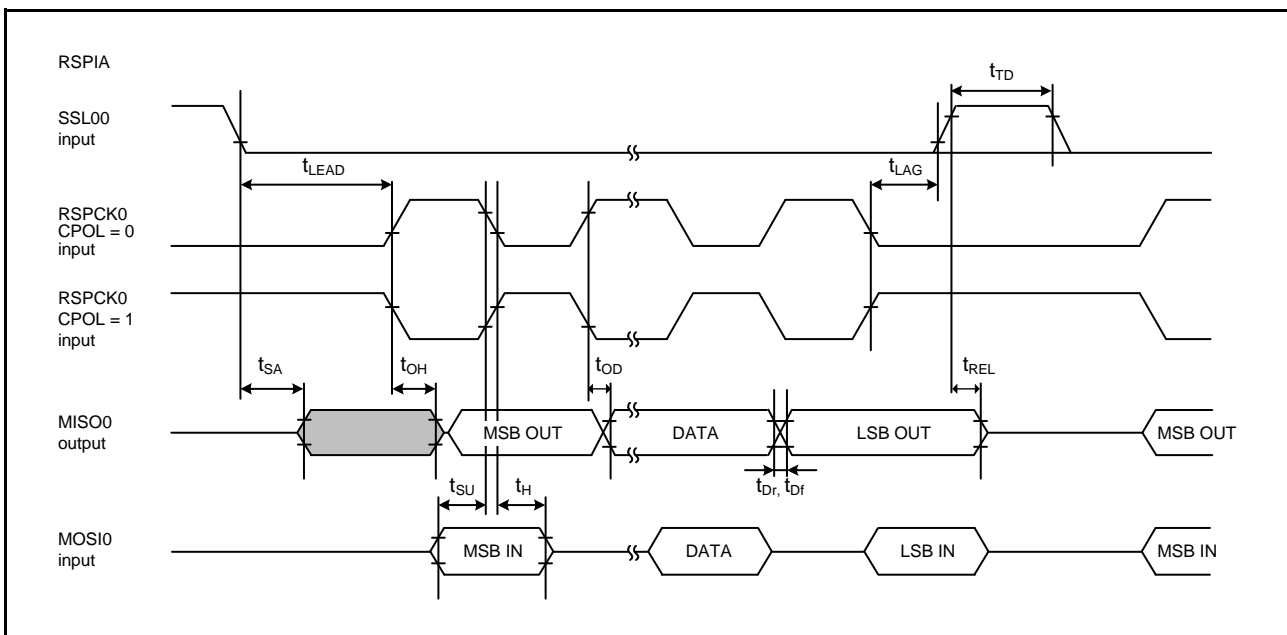 RSPIA
tTD
SSL00
input
tLEAD
tLAG
RSPCK0
CPOL = 0
input
RSPCK0
CPOL = 1
input
tSA
tOH
tOD
tREL
MISO0
output
MSB OUT
DATA
LSB OUT
MSB OUT
tSU
tH
tDr, tDf
MOSI0
input
MSB IN
DATA
LSB IN
MSB IN